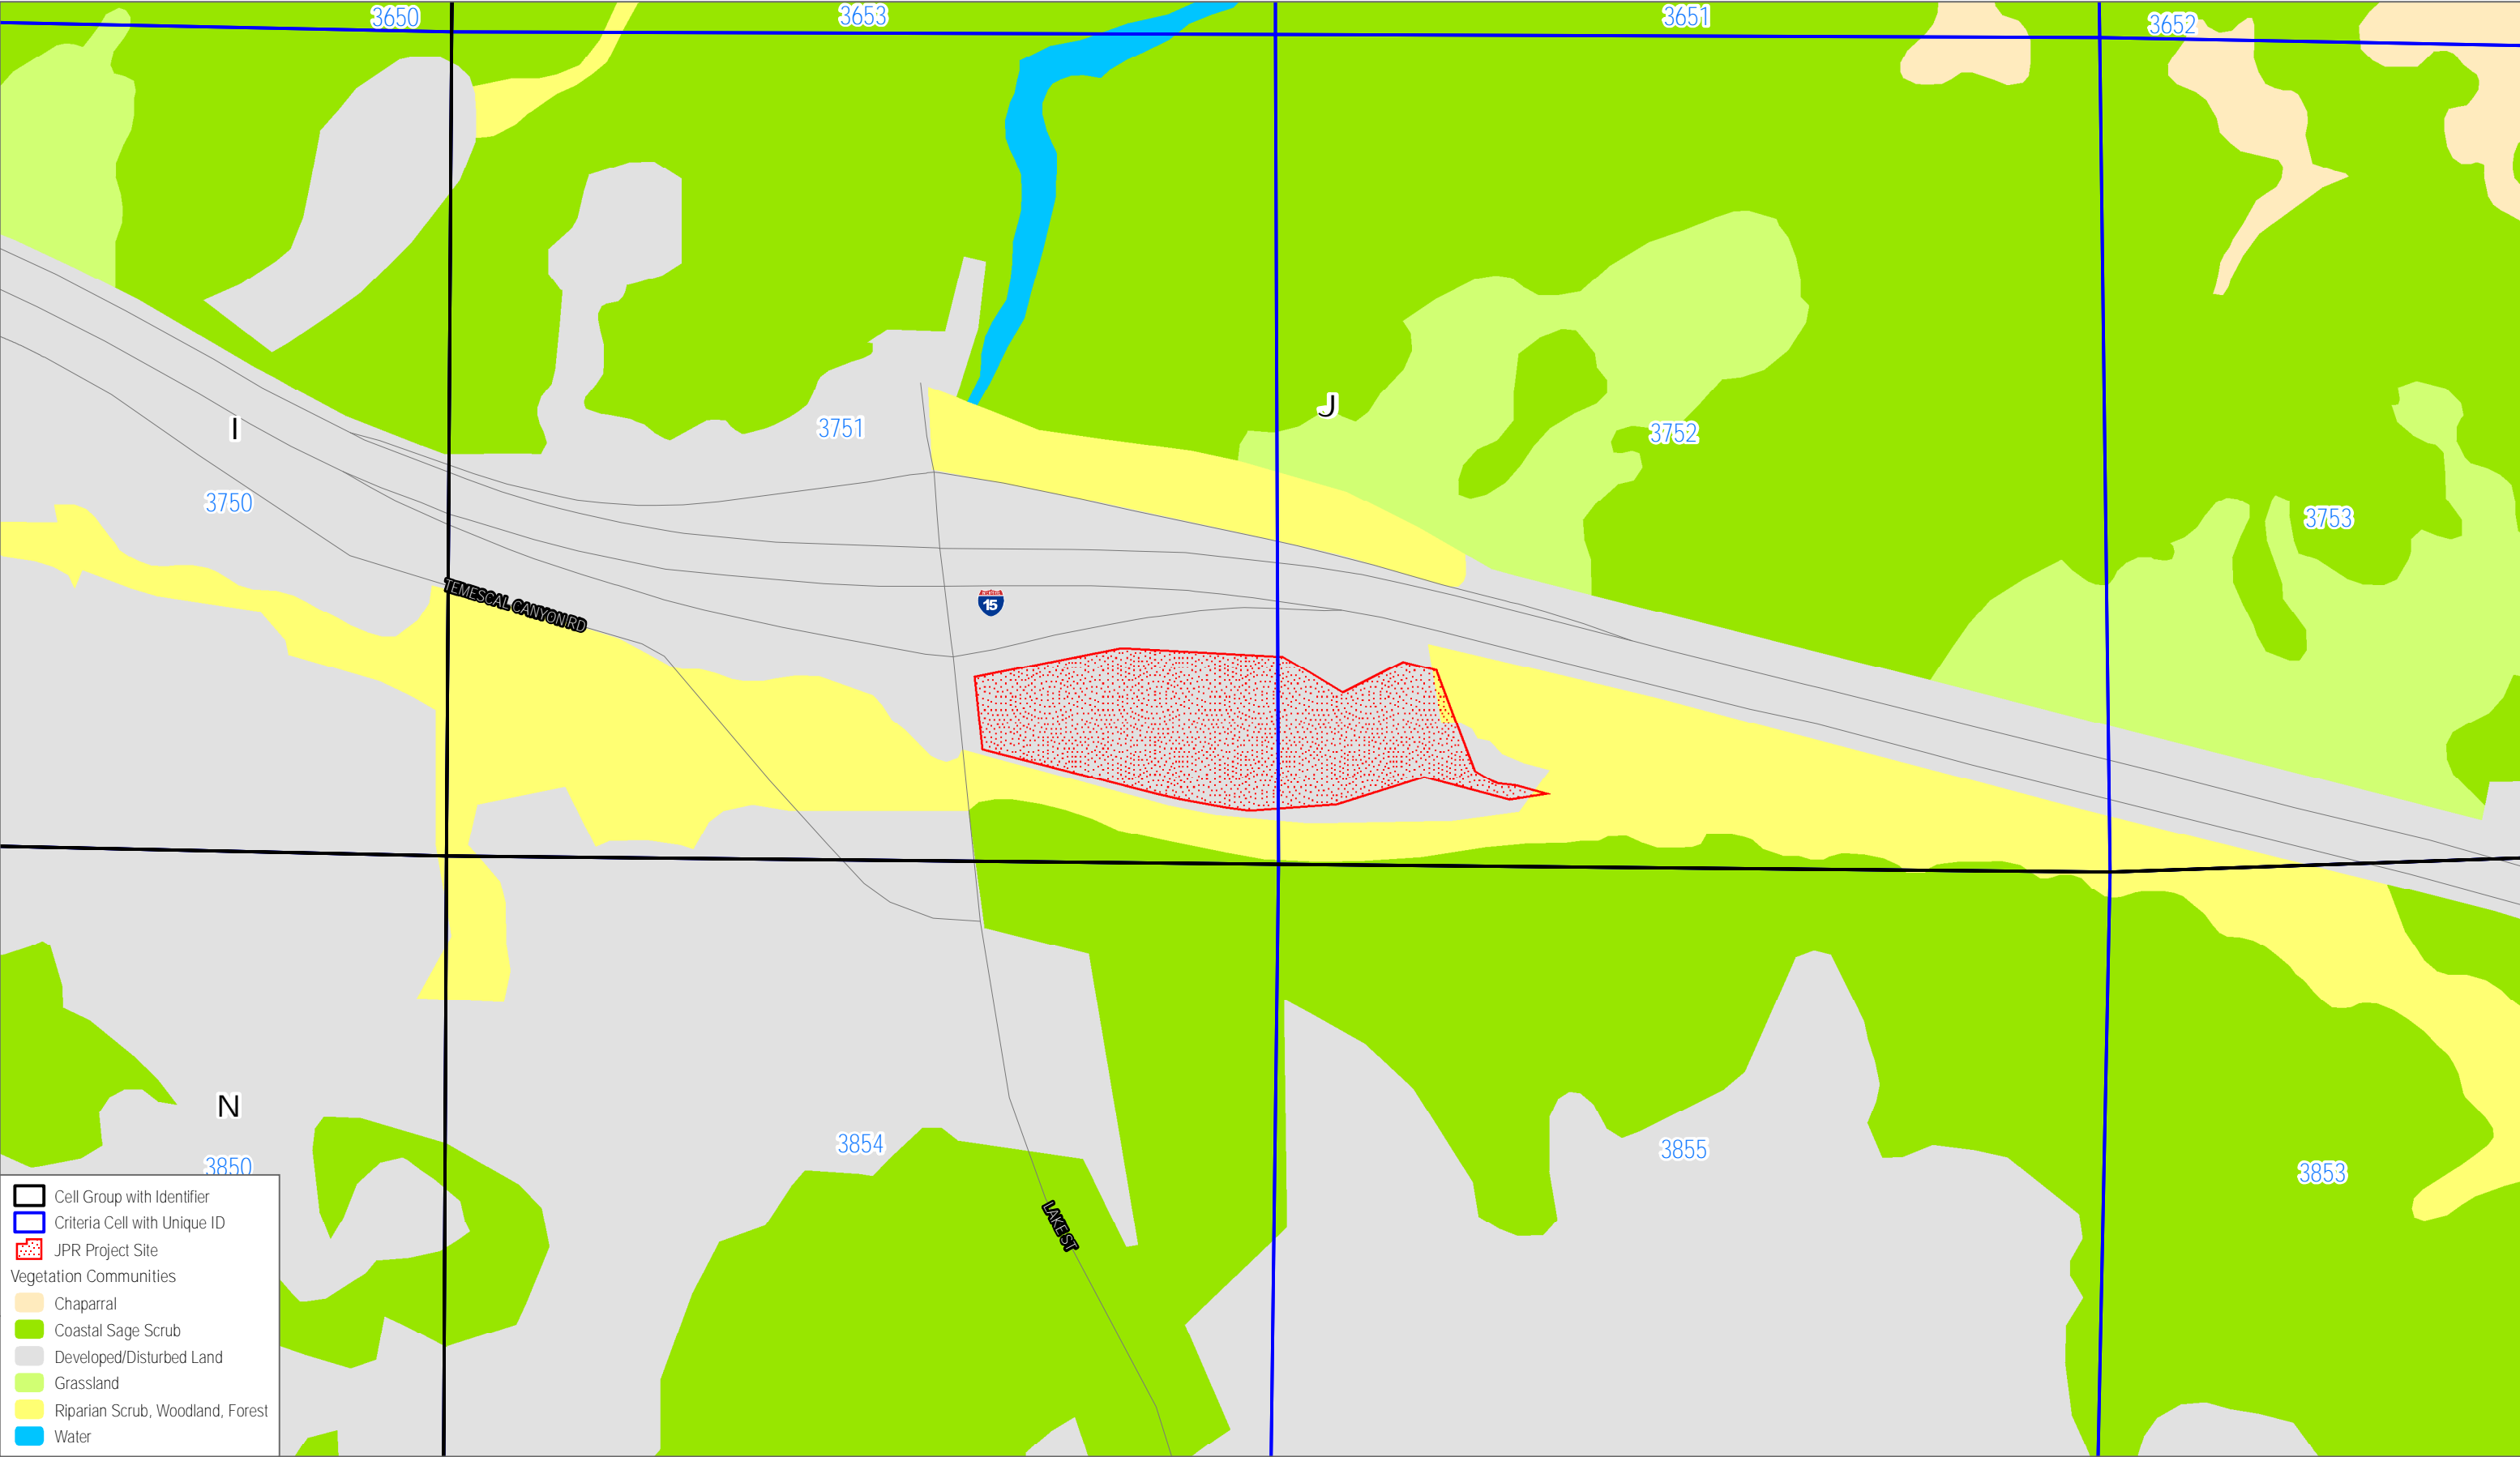 3650
3653
3651
3652
I
J
3751
3752
3750
3753
TEMESCAL CANYON RD
15
N
3854
3855
3850
3853
LAKE ST
Cell Group with Identifier
Criteria Cell with Unique ID
JPR Project Site
Vegetation Communities
Chaparral
Coastal Sage Scrub
Developed/Disturbed Land
Grassland
Riparian Scrub, Woodland, Forest
Water